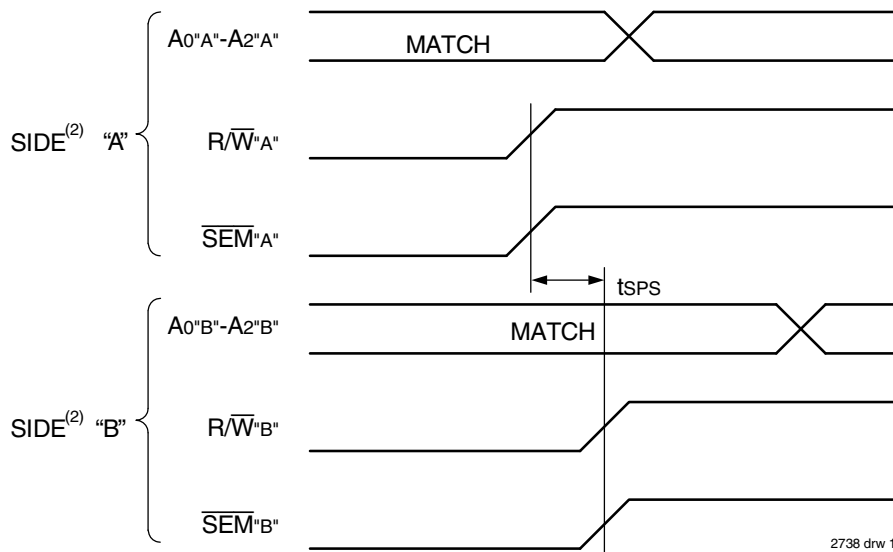 A0"A"-A2"A"
MATCH
SIDE(2) “A”
R/W"A"
SEM"A"
tSPS
A0"B"-A2"B"
MATCH
SIDE(2) “B”
R/W"B"
SEM"B"
2738 drw 1